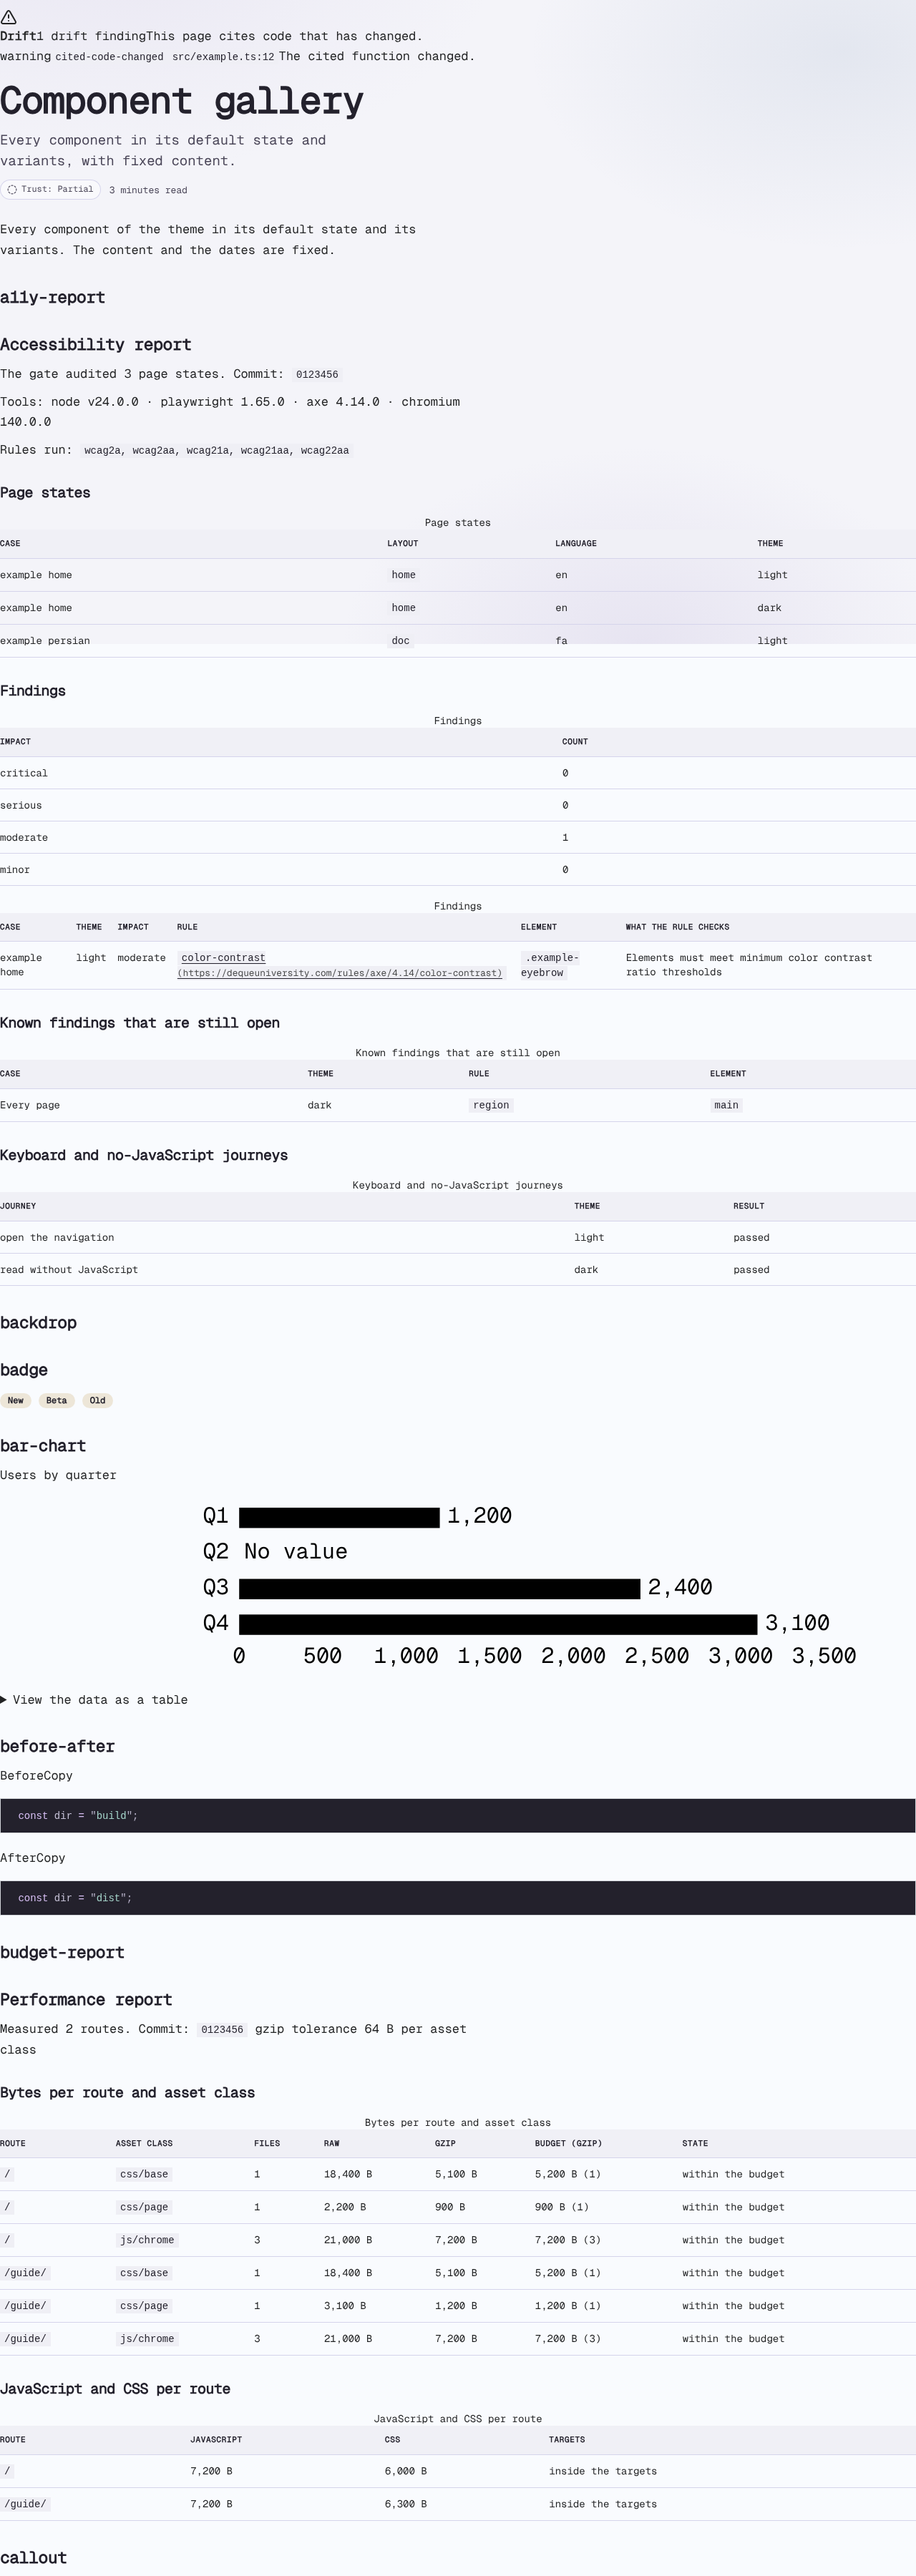 Drift1 drift findingThis page cites code that has changed.
warning cited-code-changed src/example.ts:12 The cited function changed.
Component gallery
Every component in its default state and
variants, with fixed content.
Trust: Partial 3 minutes read
Every component of the theme in its default state and its
variants. The content and the dates are fixed.
a11y-report
Accessibility report
The gate audited 3 page states. Commit: 0123456
Tools: node v24.0.0 · playwright 1.65.0 · axe 4.14.0 · chromium
140.0.0
Rules run: wcag2a, wcag2aa, wcag21a, wcag21aa, wcag22aa
Page states
Page states
CASE LAYOUT LANGUAGE THEME
example home home en light
example home home en dark
example persian doc fa light
Findings
Findings
IMPACT COUNT
critical 0
serious 0
moderate 1
minor 0
Findings
CASE THEME IMPACT RULE ELEMENT WHAT THE RULE CHECKS
example light moderate color-contrast .example- Elements must meet minimum color contrast
home (https://dequeuniversity.com/rules/axe/4.14/color-contrast) eyebrow ratio thresholds
Known findings that are still open
Known findings that are still open
CASE THEME RULE ELEMENT
Every page dark region main
Keyboard and no-JavaScript journeys
Keyboard and no-JavaScript journeys
JOURNEY THEME RESULT
open the navigation light passed
read without JavaScript dark passed
backdrop
badge
New Beta Old
bar-chart
Users by quarter
Q1 1,200
Q2 No value
Q3 2,400
Q4 3,100
0 500 1,000 1,500 2,000 2,500 3,000 3,500
View the data as a table
before-after
BeforeCopy
const dir = "build";
AfterCopy
const dir = "dist";
budget-report
Performance report
Measured 2 routes. Commit: 0123456 gzip tolerance 64 B per asset
class
Bytes per route and asset class
Bytes per route and asset class
ROUTE ASSET CLASS FILES RAW GZIP BUDGET (GZIP) STATE
/ css/base 1 18,400 B 5,100 B 5,200 B (1) within the budget
/ css/page 1 2,200 B 900 B 900 B (1) within the budget
/ js/chrome 3 21,000 B 7,200 B 7,200 B (3) within the budget
/guide/ css/base 1 18,400 B 5,100 B 5,200 B (1) within the budget
/guide/ css/page 1 3,100 B 1,200 B 1,200 B (1) within the budget
/guide/ js/chrome 3 21,000 B 7,200 B 7,200 B (3) within the budget
JavaScript and CSS per route
JavaScript and CSS per route
ROUTE JAVASCRIPT CSS TARGETS
/ 7,200 B 6,000 B inside the targets
/guide/ 7,200 B 6,300 B inside the targets
callout